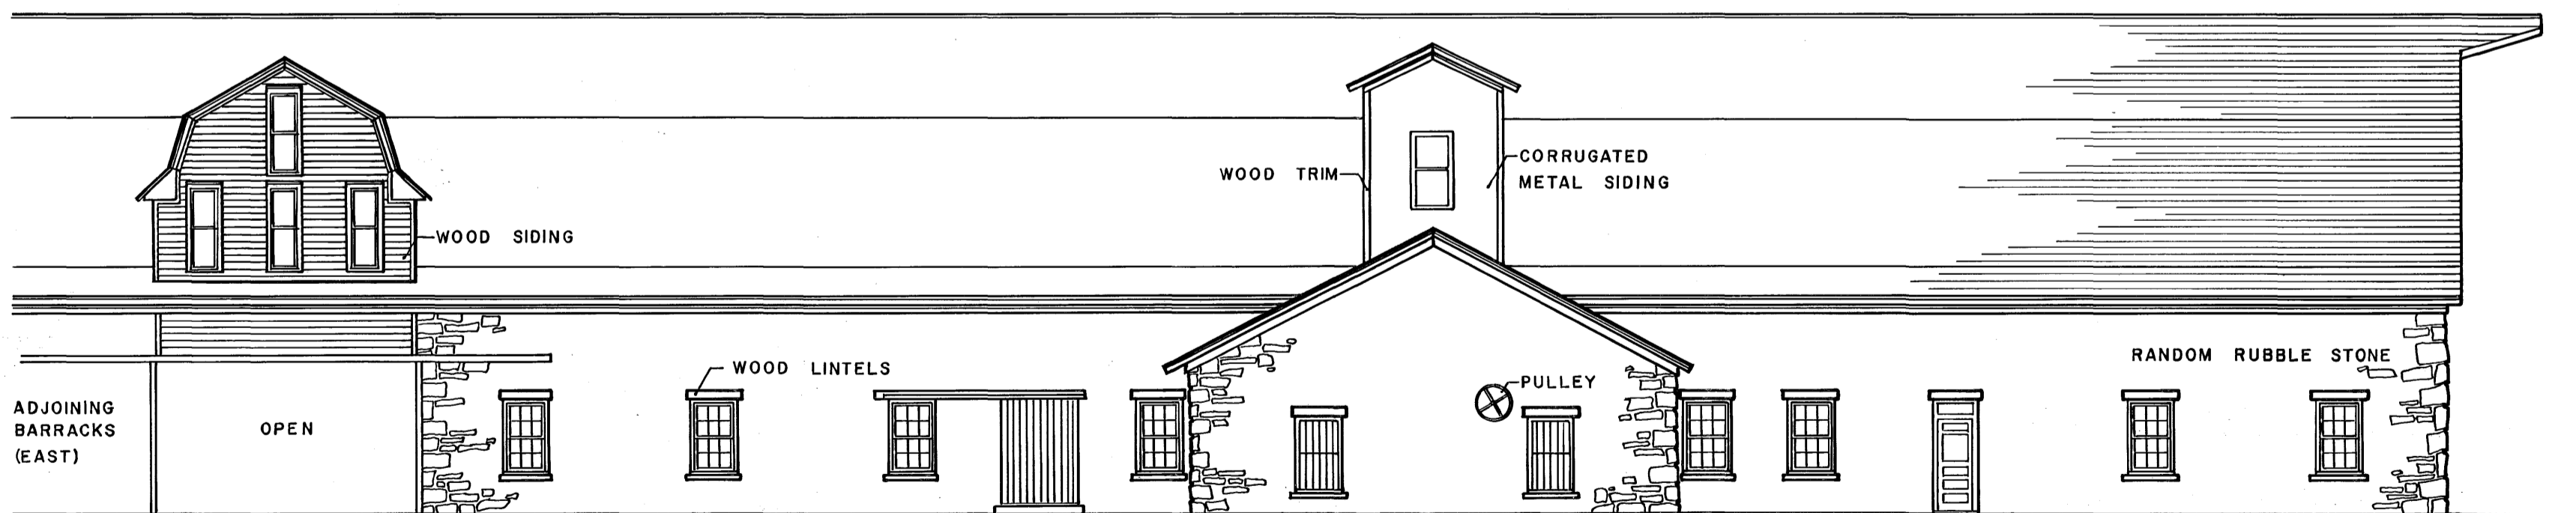 WOOD TRIM
CORRUGATED
METAL SIDING
WOOD SIDING
WOOD LINTELS
RANDOM RUBBLE STONE
PULLEY
ADJOINING
BARRACKS
(EAST)
OPEN